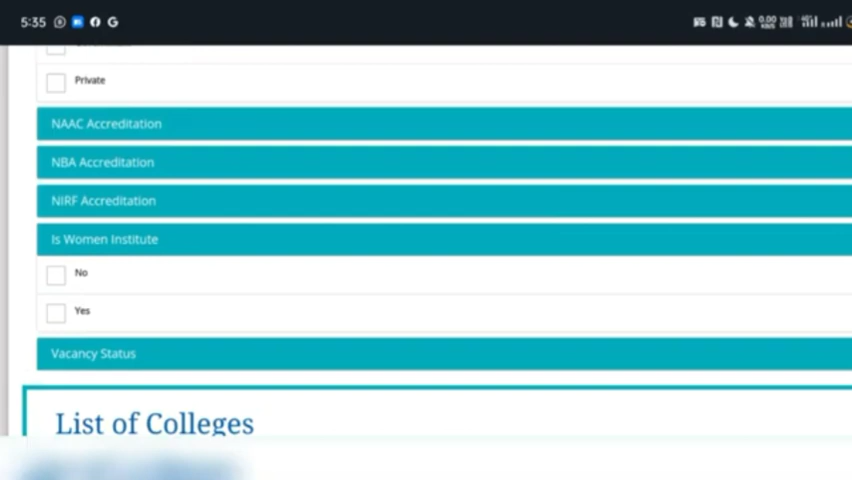 5:35
Private
NAAC Accreditation
NBA Accreditation
NIRF Accreditation
Is Women Institute
No
Yes
Vacancy Status
List of Colleges